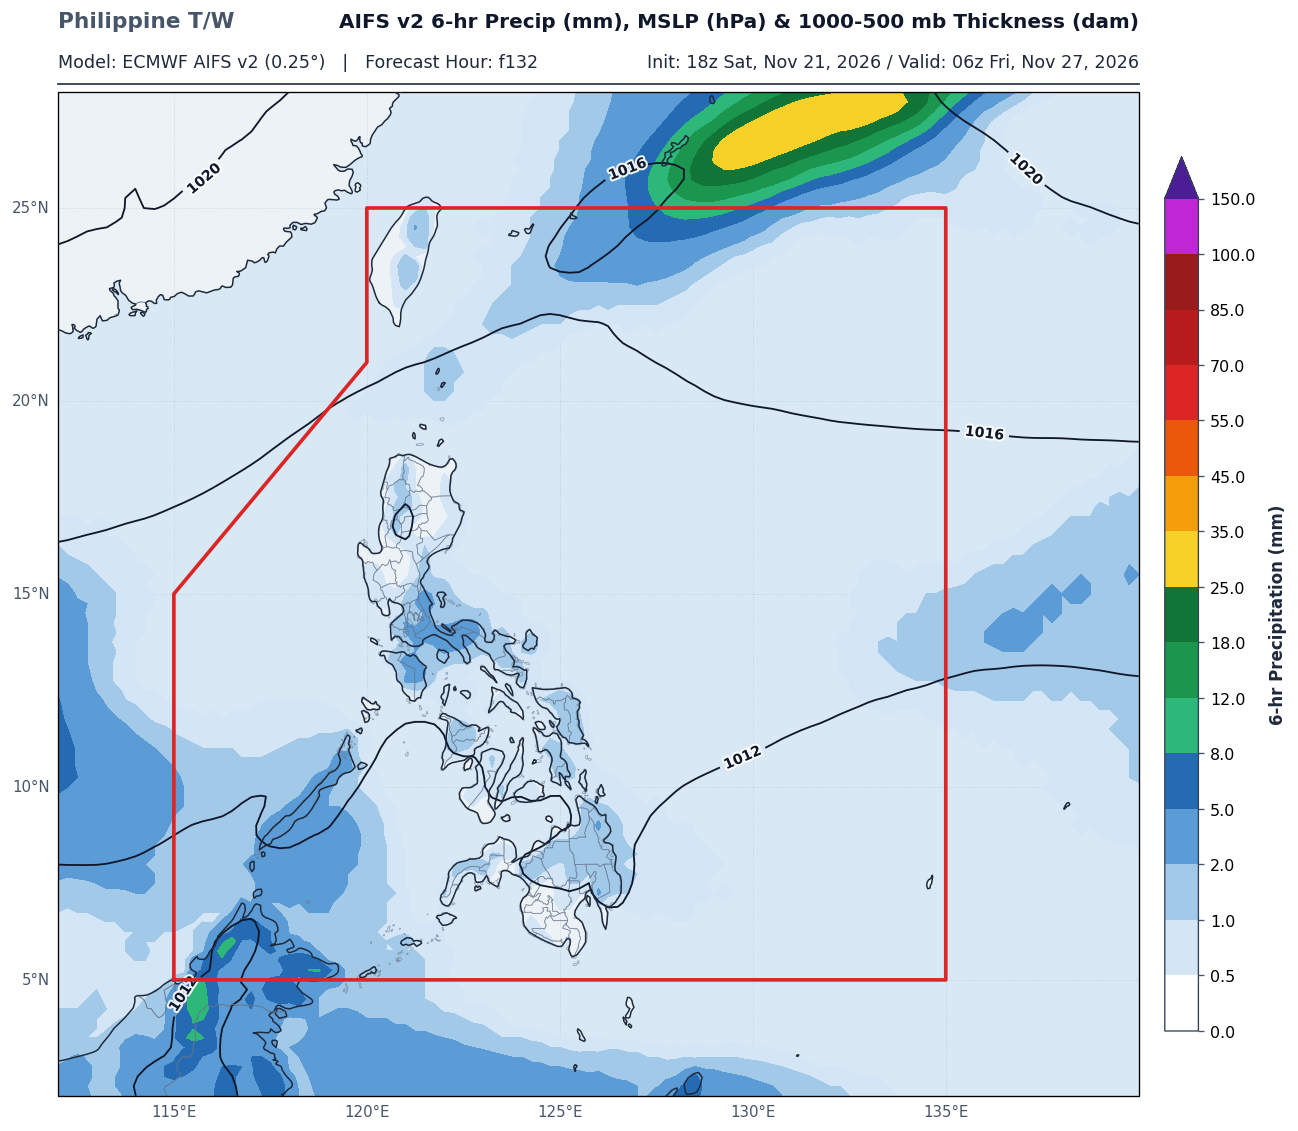 Philippine T/W
AIFS v2 6-hr Precip (mm), MSLP (hPa) & 1000-500 mb Thickness (dam)
Model: ECMWF AIFS v2 (0.25°) | Forecast Hour: f132
Init: 18z Sat, Nov 21, 2026 / Valid: 06z Fri, Nov 27, 2026
1020
1016
1020
1016
1012
1012
25°N
20°N
15°N
10°N
5°N
115°E
120°E
125°E
130°E
135°E
150.0
100.0
85.0
70.0
55.0
45.0
35.0
25.0
18.0
12.0
8.0
5.0
2.0
1.0
0.5
0.0
6-hr Precipitation (mm)